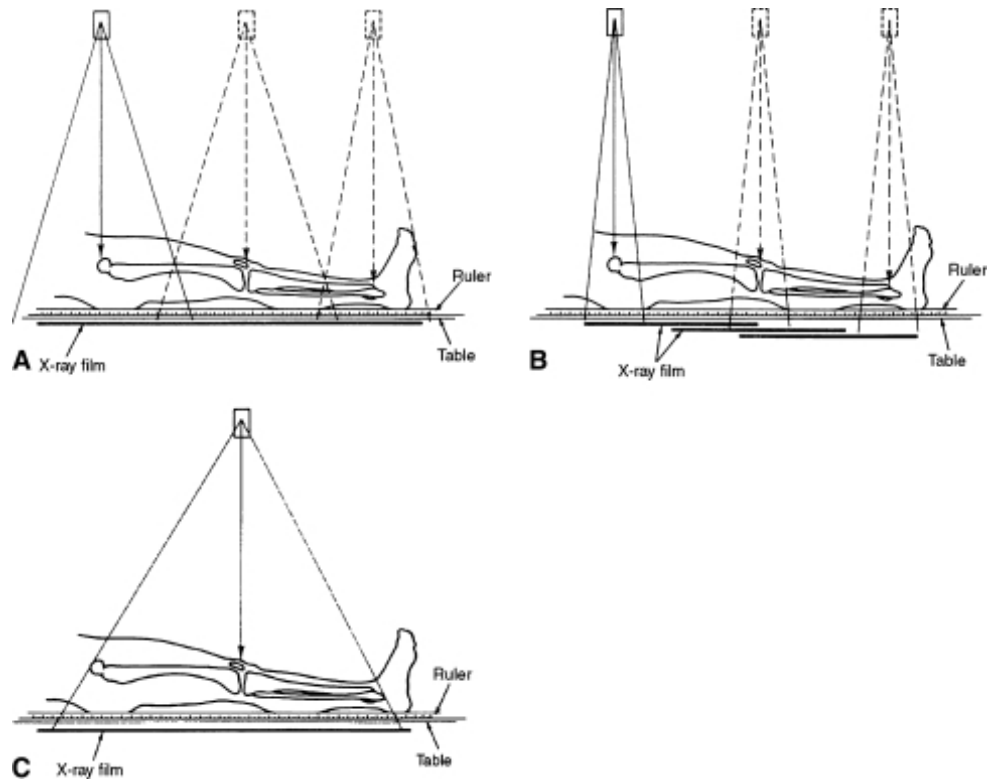 Ruler
Table
A
X-ray film
Ruler
Table
B
X-ray film
Ruler
Table
C
X-ray film